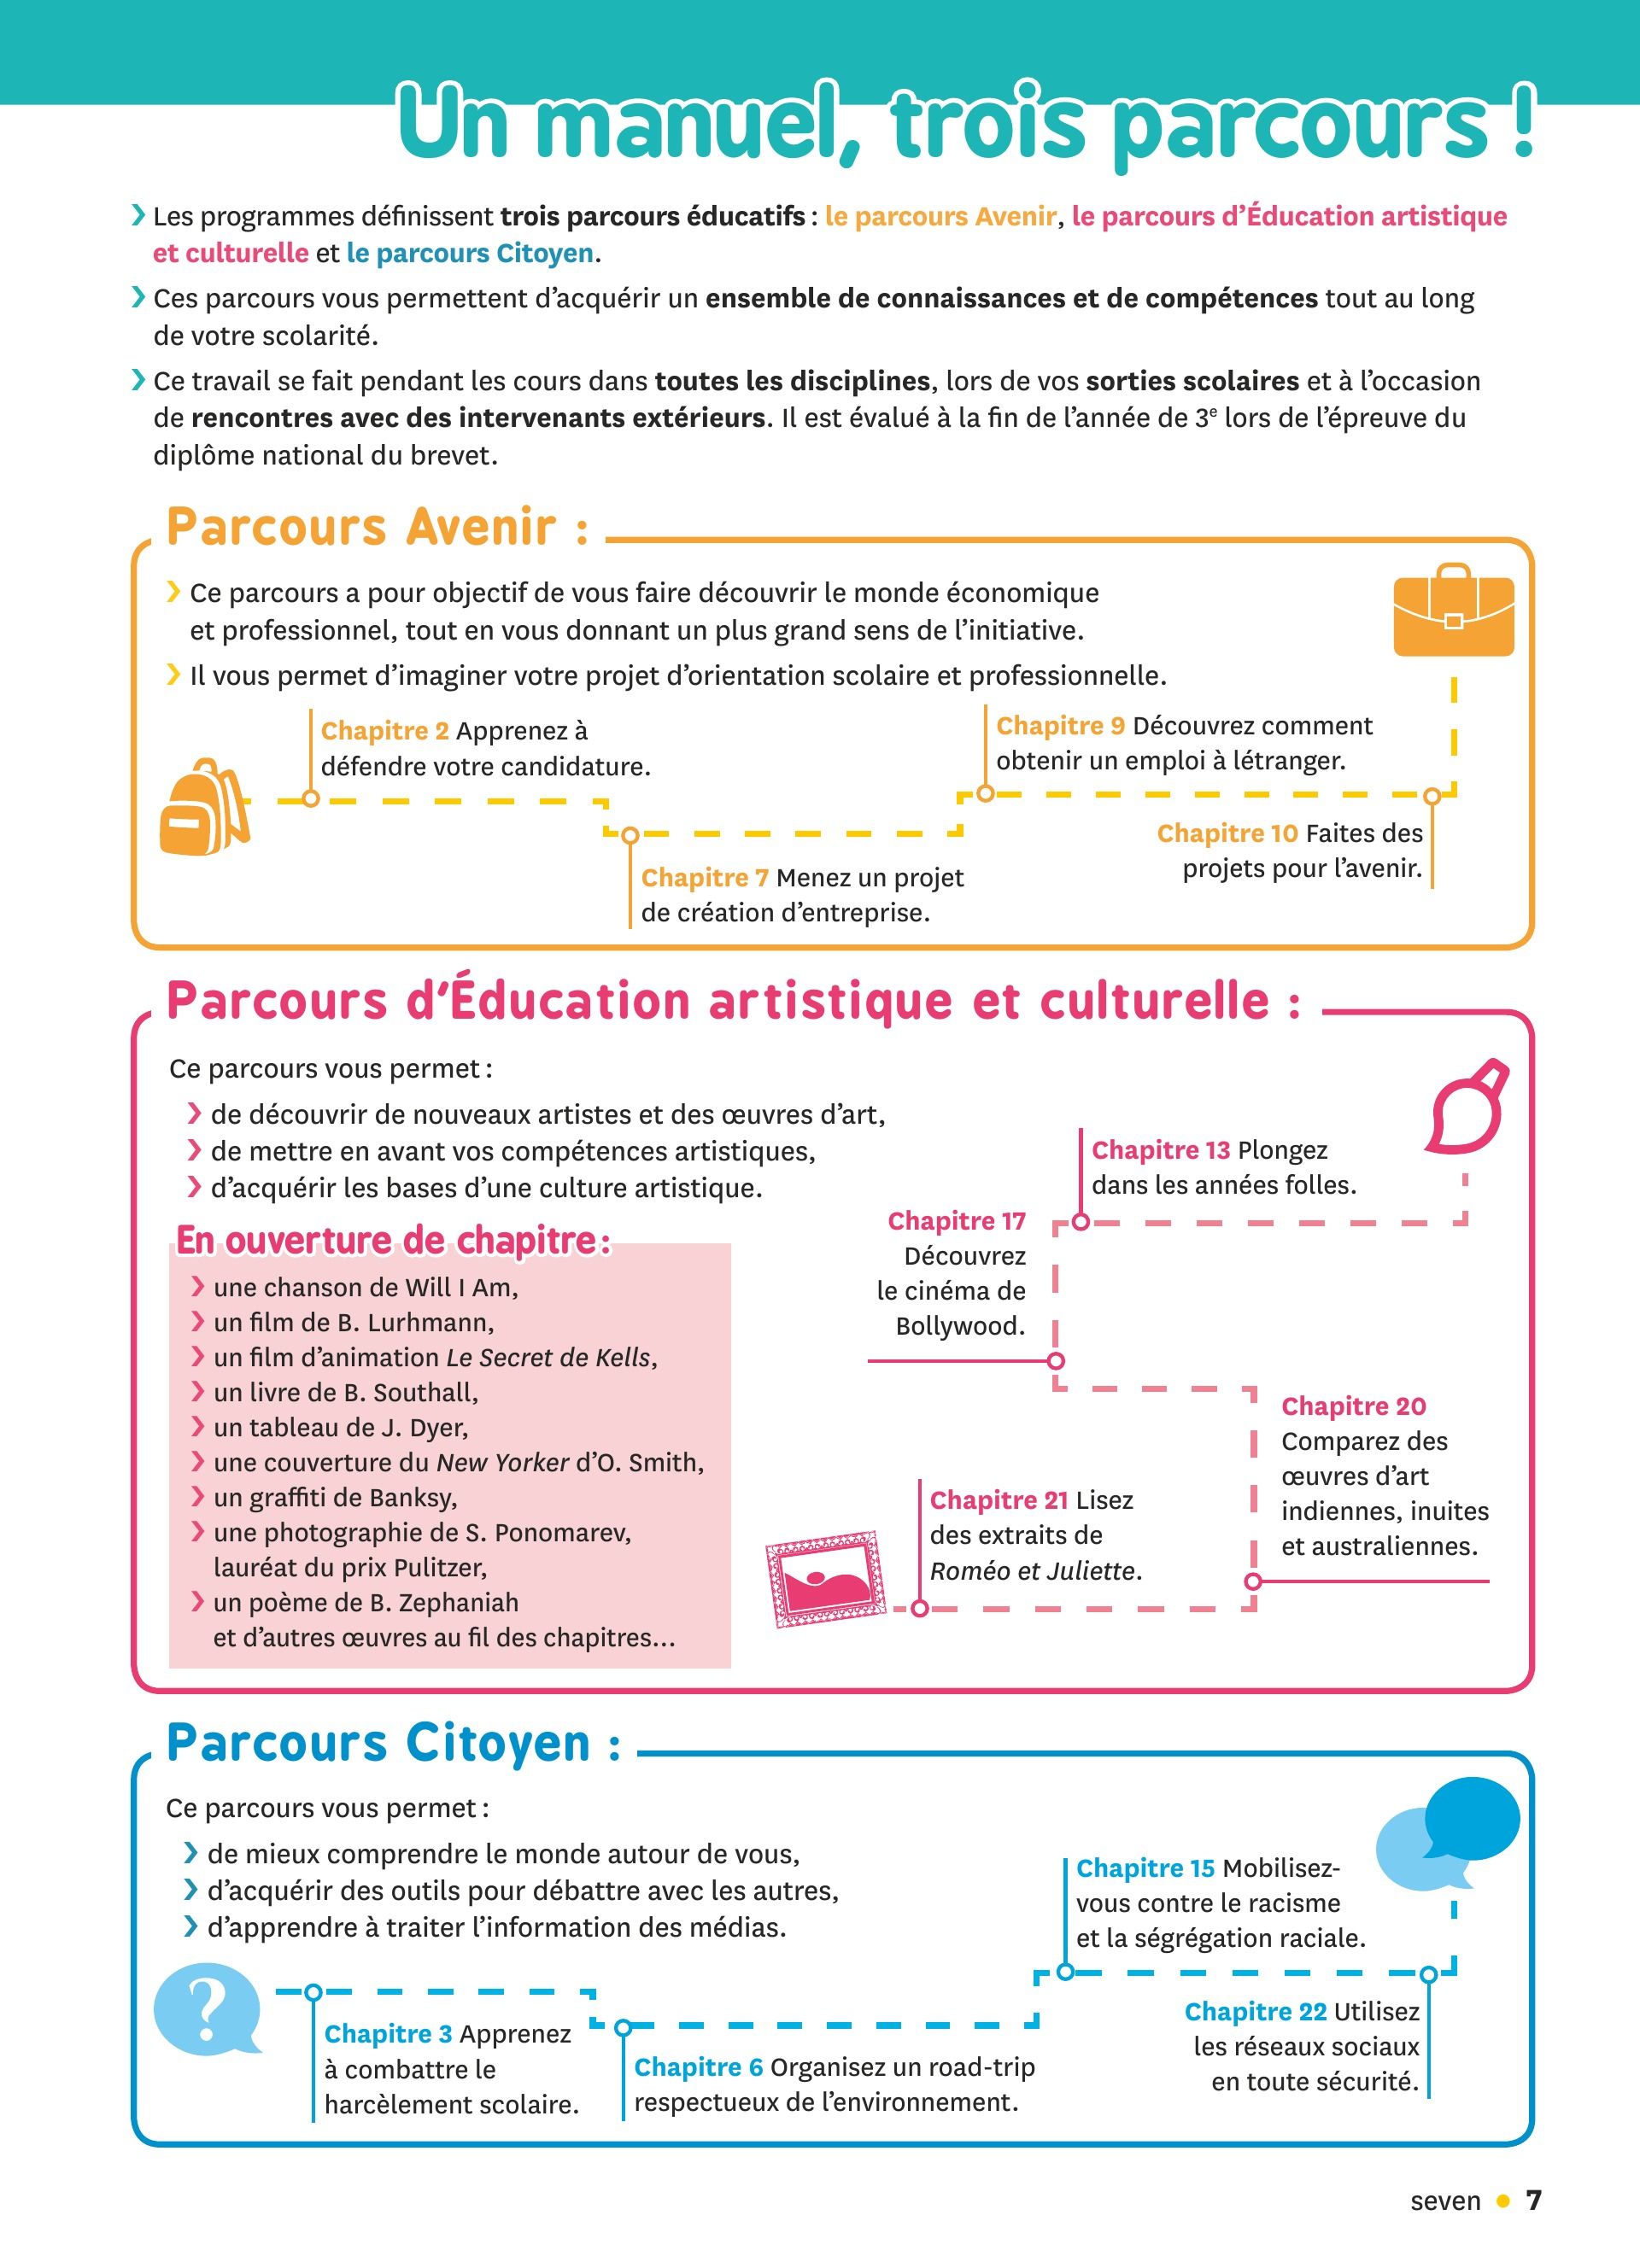 Un manuel, trois parcours !
› Les programmes définissent trois parcours éducatifs : le parcours Avenir, le parcours d’Éducation artistique
et culturelle et le parcours Citoyen.
› Ces parcours vous permettent d’acquérir un ensemble de connaissances et de compétences tout au long
de votre scolarité.
› Ce travail se fait pendant les cours dans toutes les disciplines, lors de vos sorties scolaires et à l’occasion
de rencontres avec des intervenants extérieurs. Il est évalué à la fin de l’année de 3e lors de l’épreuve du
diplôme national du brevet.
Parcours Avenir :
› Ce parcours a pour objectif de vous faire découvrir le monde économique
et professionnel, tout en vous donnant un plus grand sens de l’initiative.
› Il vous permet d’imaginer votre projet d’orientation scolaire et professionnelle.
Chapitre 2 Apprenez à
défendre votre candidature.
Chapitre 7 Menez un projet
de création d’entreprise.
Chapitre 9 Découvrez comment
obtenir un emploi à létranger.
Chapitre 10 Faites des
projets pour l’avenir.
Parcours d’Éducation artistique et culturelle :
Ce parcours vous permet :
› de découvrir de nouveaux artistes et des œuvres d’art,
› de mettre en avant vos compétences artistiques,
› d’acquérir les bases d’une culture artistique.
En ouverture de chapitre :
› une chanson de Will I Am,
› un film de B. Lurhmann,
› un film d’animation Le Secret de Kells,
› un livre de B. Southall,
› un tableau de J. Dyer,
› une couverture du New Yorker d’O. Smith,
› un graffiti de Banksy,
› une photographie de S. Ponomarev,
lauréat du prix Pulitzer,
› un poème de B. Zephaniah
et d’autres œuvres au fil des chapitres…
Chapitre 13 Plongez
dans les années folles.
Chapitre 17
Découvrez
le cinéma de
Bollywood.
Chapitre 20
Comparez des
œuvres d’art
indiennes, inuites
et australiennes.
Chapitre 21 Lisez
des extraits de
Roméo et Juliette.
Parcours Citoyen :
Ce parcours vous permet :
› de mieux comprendre le monde autour de vous,
› d’acquérir des outils pour débattre avec les autres,
› d’apprendre à traiter l’information des médias.
?
Chapitre 3 Apprenez
à combattre le
harcèlement scolaire.
Chapitre 6 Organisez un road-trip
respectueux de l’environnement.
Chapitre 15 Mobilisez-
vous contre le racisme
et la ségrégation raciale.
Chapitre 22 Utilisez
les réseaux sociaux
en toute sécurité.
seven • 7